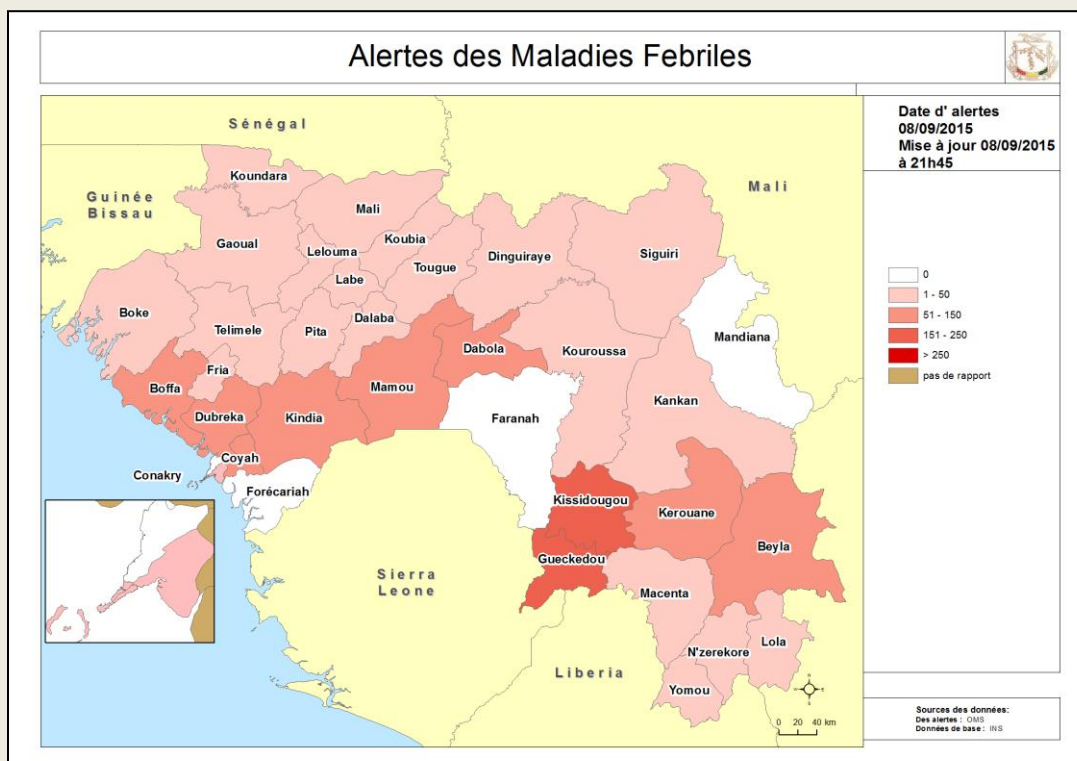 Alertes des Maladies Febriles
Date d' alertes
08/09/2015
Mise à jour 08/09/2015
à 21h45
Sénégal
Guinée
Bissau
Mali
Koundara
Mali
Gaoual
Lelouma
Koubia
Labe
Tougue
Dinguiraye
Siguiri
Boke
Telimele
Pita
Dalaba
Fria
Boffa
Dubreka
Kindia
Mamou
Dabola
Kouroussa
Mandiana
Kankan
Faranah
Coyah
Conakry
Forécariah
Kissidougou
Kerouane
Beyla
Gueckedou
Macenta
Sierra
Leone
Liberia
N'zerekore
Lola
Yomou
0
1 - 50
51 - 150
151 - 250
> 250
pas de rapport
0 20 40 km
Sources des données:
Des alertes : OMS
Données de base : INS